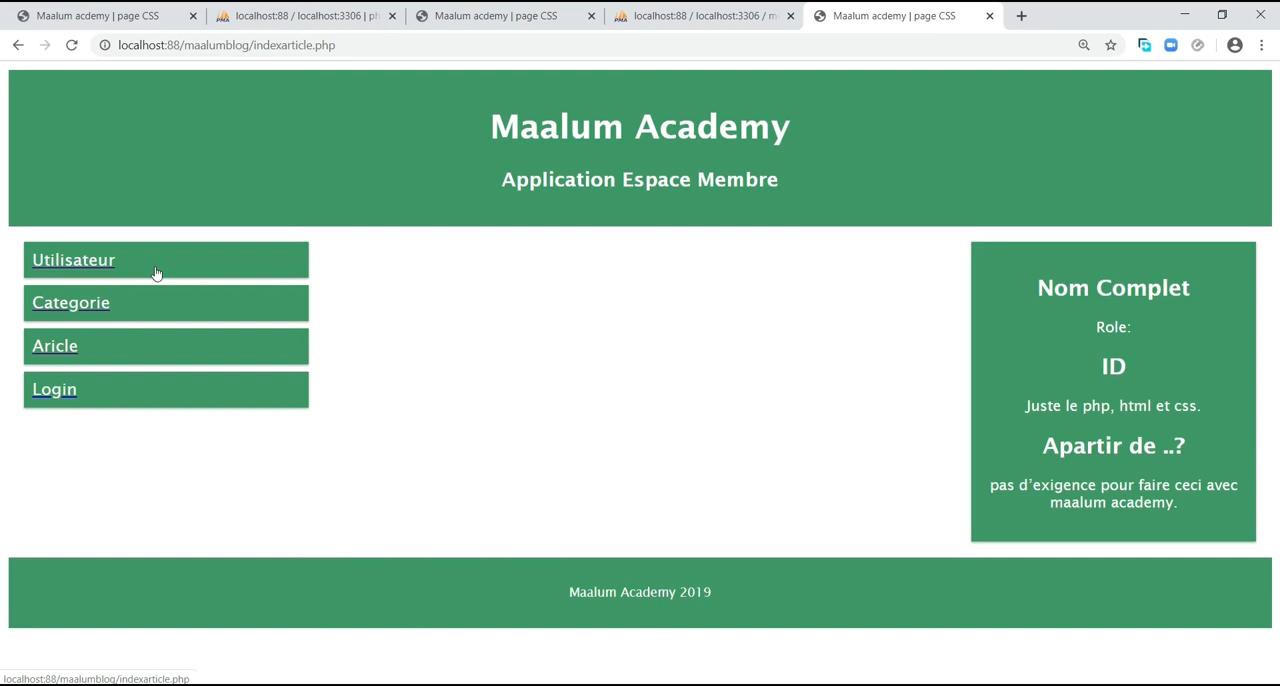 Maalum acdemy | page CSS
localhost:88 / localhost:3306 | ph
Maalum acdemy | page CSS
localhost:88 / localhost:3306 / m
Maalum acdemy | page CSS
localhost:88/maalumblog/indexarticle.php
Maalum Academy
Application Espace Membre
Utilisateur
Categorie
Aricle
Login
Nom Complet
Role:
ID
Juste le php, html et css.
Apartir de ..?
pas d'exigence pour faire ceci avec
maalum academy.
Maalum Academy 2019
localhost:88/maalumblog/indexarticle.php